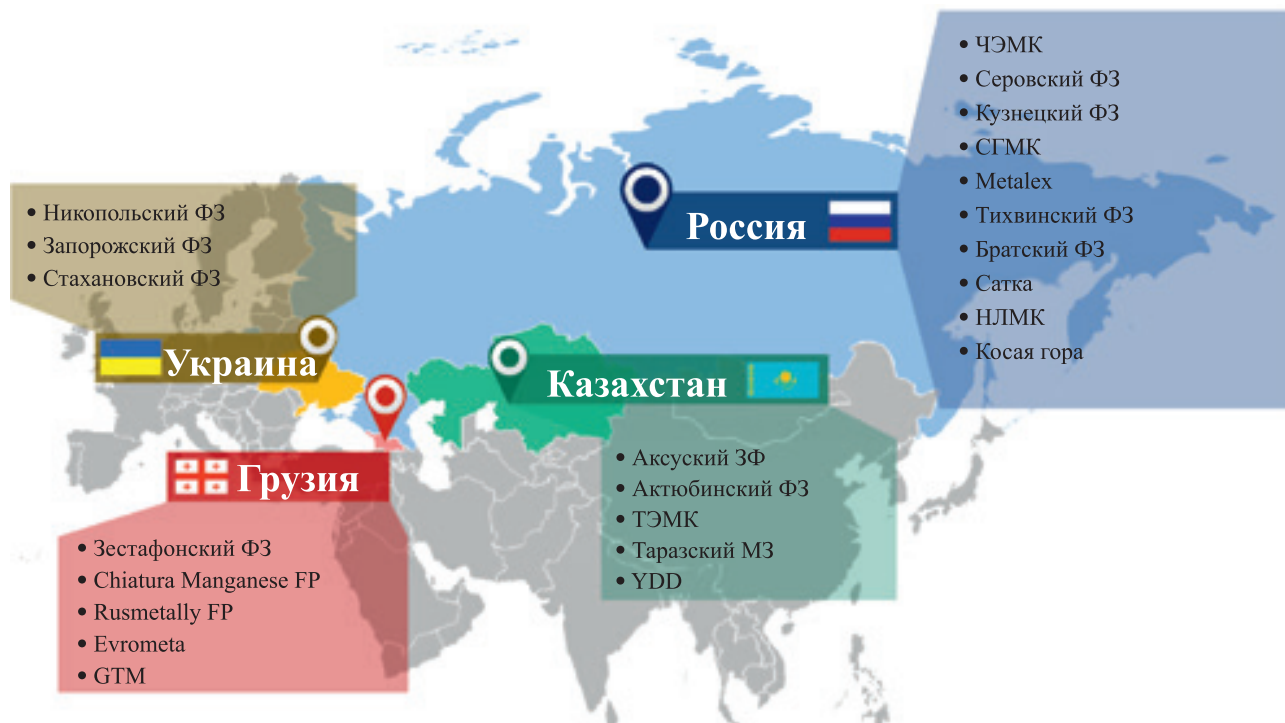 • ЧЭМК
• Серовский ФЗ
• Кузнецкий ФЗ
• СГМК
• Metalex
• Тихвинский ФЗ
• Братский ФЗ
• Сатка
• НЛМК
• Косая гора
Россия
• Никопольский ФЗ
• Запорожский ФЗ
• Стахановский ФЗ
Украина
Казахстан
• Аксуский ЗФ
• Актюбинский ФЗ
• ТЭМК
• Таразский МЗ
• YDD
Грузия
• Зестафонский ФЗ
• Chiatura Manganese FP
• Rusmetally FP
• Evrometa
• GTM